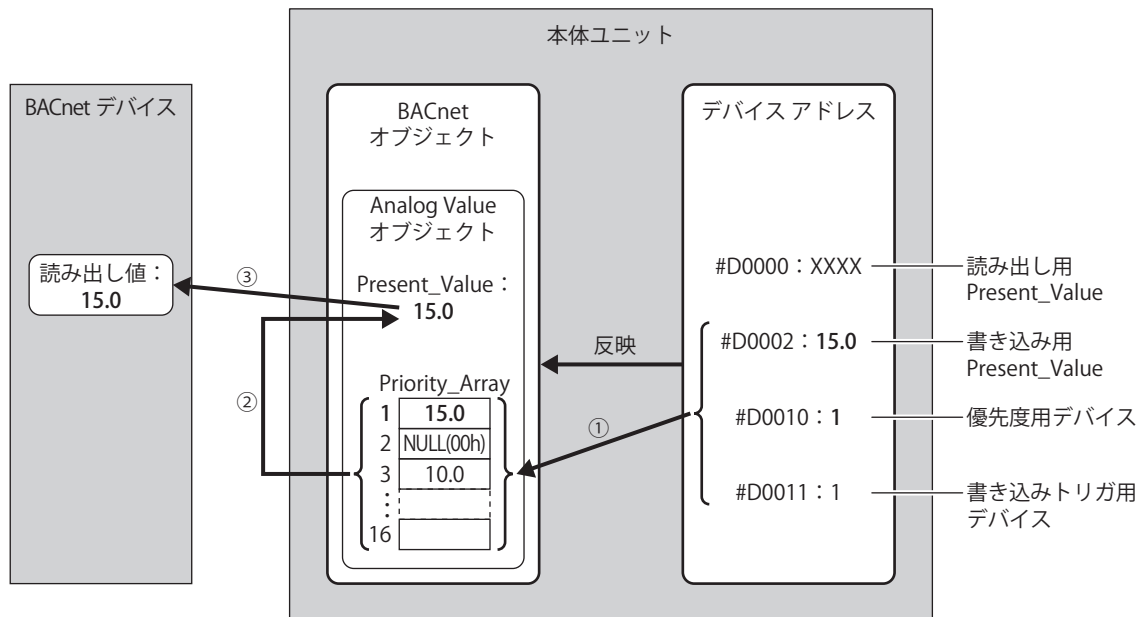 本体ユニット
BACnet デバイス
読み出し値：
15.0
③
②
BACnet
オブジェクト
Analog Value
オブジェクト
Present_Value：
15.0
Priority_Array
1 15.0
2 NULL(00h)
3 10.0
⋮
16
反映
①
デバイス アドレス
#D0000：XXXX
読み出し用
Present_Value
#D0002：15.0
書き込み用
Present_Value
#D0010：1
優先度用デバイス
#D0011：1
書き込みトリガ用
デバイス